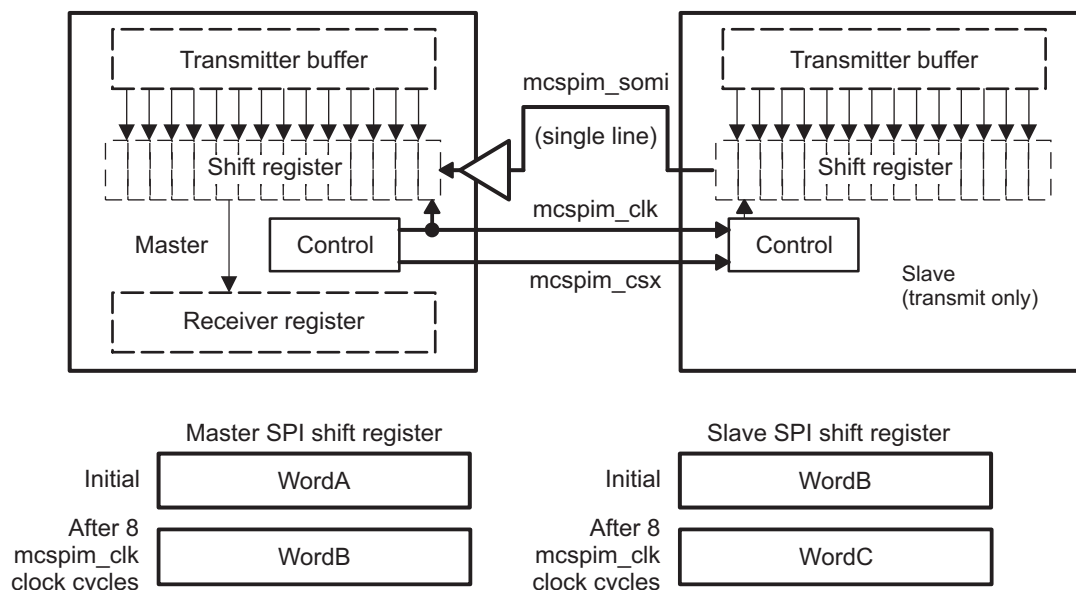 Transmitter buffer
Transmitter buffer
mcspim_somi
(single line)
Shift register
Shift register
mcspim_clk
Master
Control
Control
mcspim_csx
Slave
(transmit only)
Receiver register
Master SPI shift register
Slave SPI shift register
Initial
WordA
Initial
WordB
After 8
mcspim_clk
clock cycles
WordB
After 8
mcspim_clk
clock cycles
WordC